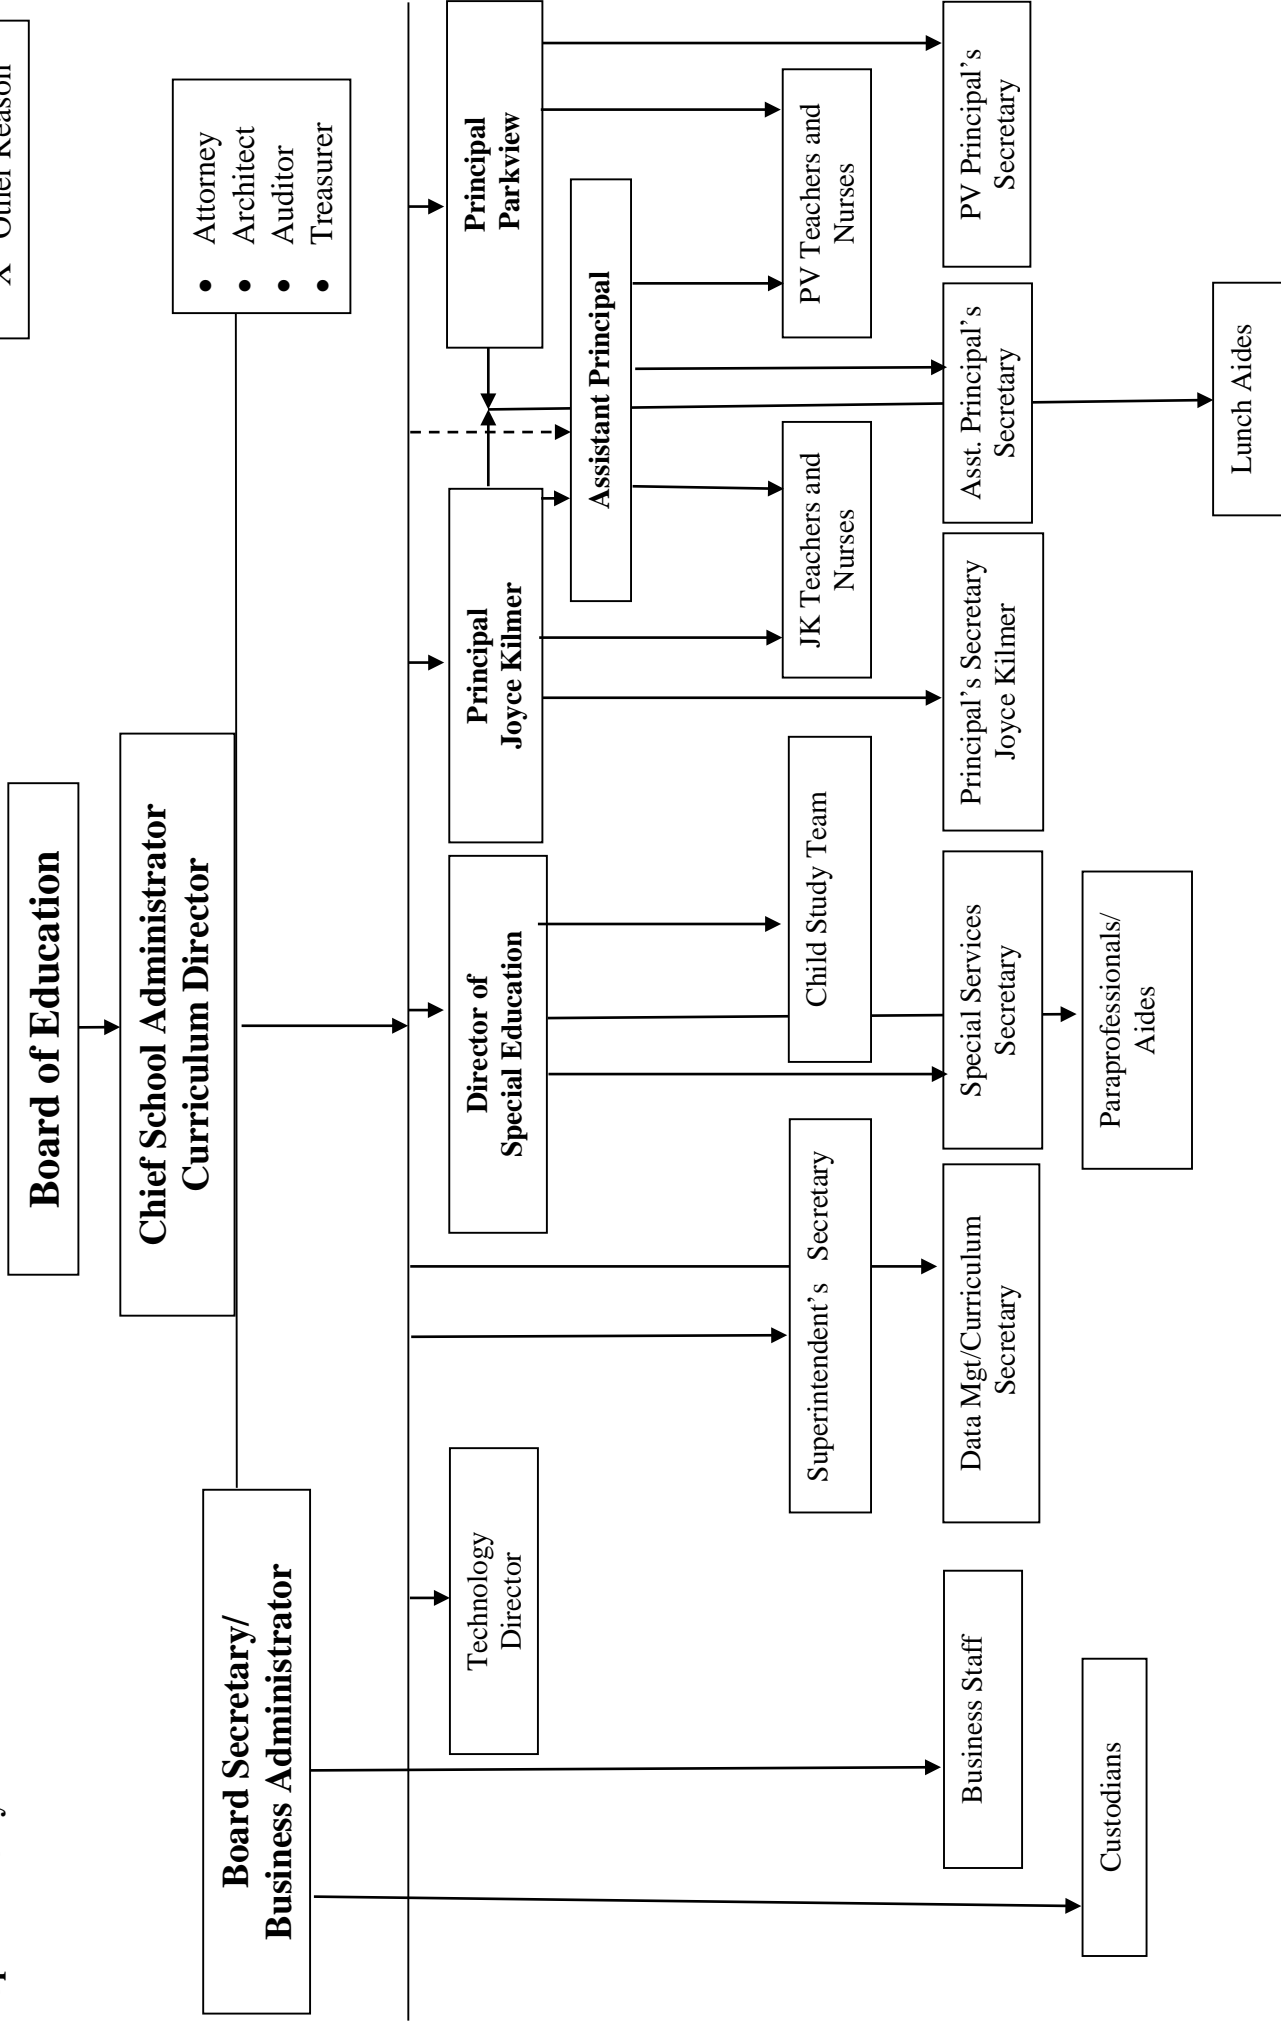 X Other Reason
Board of Education
Chief School Administrator
Curriculum Director
• Attorney
• Architect
• Auditor
• Treasurer
Board Secretary/
Business Administrator
Technology
Director
Director of
Special Education
Principal
Joyce Kilmer
Principal
Parkview
Assistant Principal
Superintendent's Secretary
Child Study Team
JK Teachers and
Nurses
PV Teachers and
Nurses
Business Staff
Data Mgt/Curriculum
Secretary
Special Services
Secretary
Principal's Secretary
Joyce Kilmer
Asst. Principal's
Secretary
PV Principal's
Secretary
Custodians
Paraprofessionals/
Aides
Lunch Aides